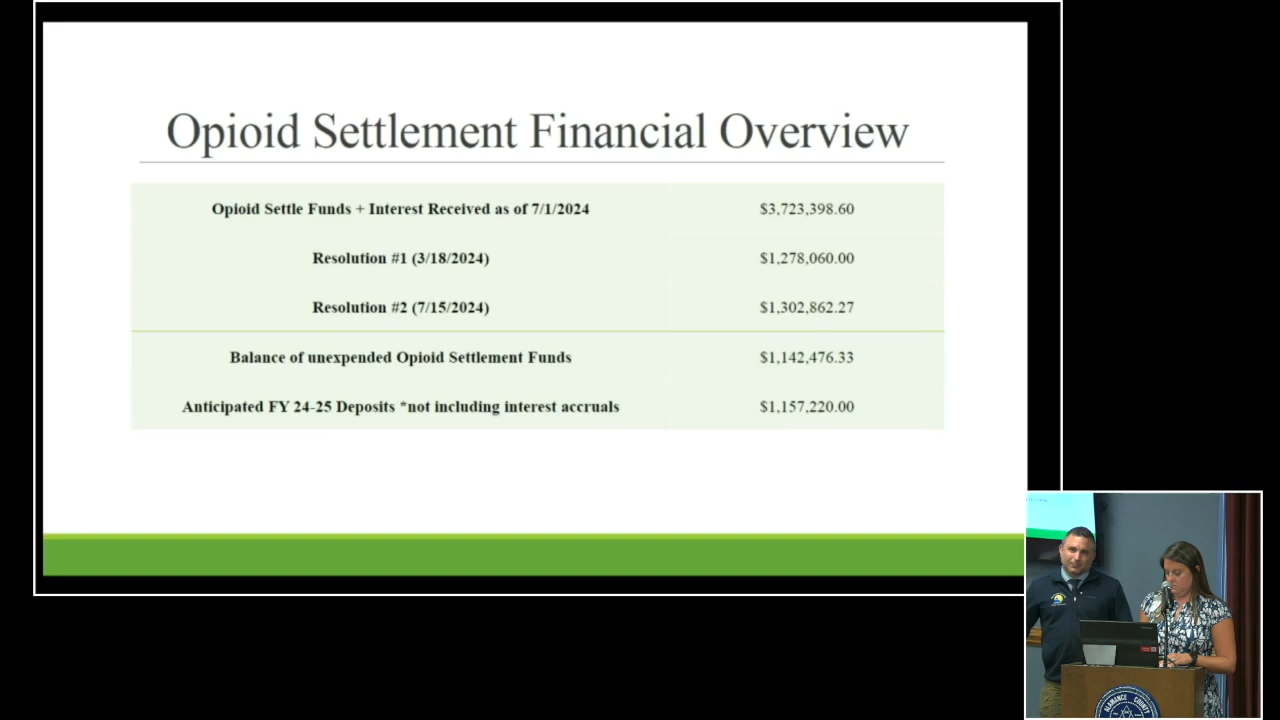 Opioid Settlement Financial Overview
Opioid Settle Funds + Interest Received as of 7/1/2024 $3,723,398.60
Resolution #1 (3/18/2024) $1,278,060.00
Resolution #2 (7/15/2024) $1,302,862.27
Balance of unexpended Opioid Settlement Funds $1,142,476.33
Anticipated FY 24-25 Deposits *not including interest accruals $1,157,220.00
ALAMANCE COUNTY